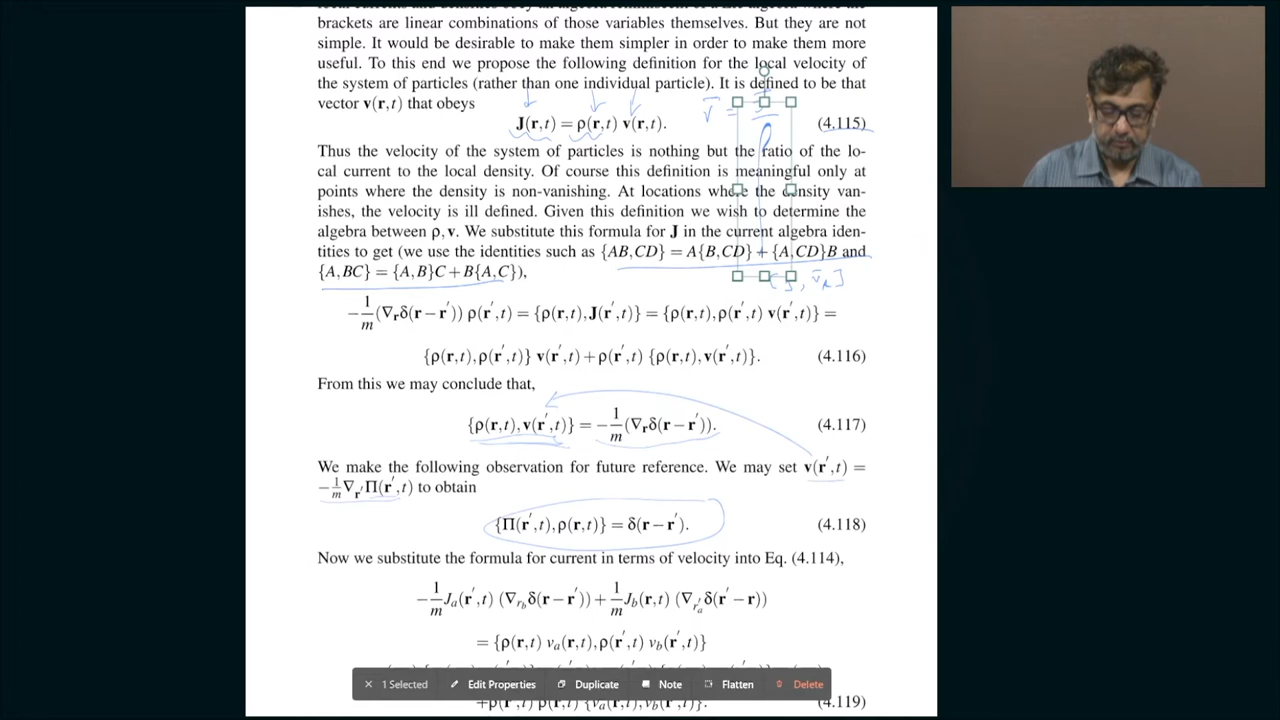 brackets are linear combinations of those variables themselves. But they are not
simple. It would be desirable to make them simpler in order to make them more
useful. To this end we propose the following definition for the local velocity of
the system of particles (rather than one individual particle). It is defined to be that
vector v(r,t) that obeys
J(r,t) = ρ(r,t) v(r,t). (4.115)
Thus the velocity of the system of particles is nothing but the ratio of the lo-
cal current to the local density. Of course this definition is meaningful only at
points where the density is non-vanishing. At locations where the density van-
ishes, the velocity is ill defined. Given this definition we wish to determine the
algebra between ρ,v. We substitute this formula for J in the current algebra iden-
tities to get (we use the identities such as {AB,CD} = A{B,CD} + {A,CD}B and
{A,BC} = {A,B}C + B{A,C}),
−1/m (∇_r δ(r−r′)) ρ(r′,t) = {ρ(r,t),J(r′,t)} = {ρ(r,t),ρ(r′,t) v(r′,t)} =
{ρ(r,t),ρ(r′,t)} v(r′,t) + ρ(r′,t) {ρ(r,t),v(r′,t)}. (4.116)
From this we may conclude that,
{ρ(r,t),v(r′,t)} = −1/m (∇_r δ(r−r′)). (4.117)
We make the following observation for future reference. We may set v(r′,t) =
−1/m ∇_r′ Π(r′,t) to obtain
{Π(r′,t),ρ(r,t)} = δ(r−r′). (4.118)
Now we substitute the formula for current in terms of velocity into Eq. (4.114),
−1/m J_a(r′,t) (∇_{r_b} δ(r−r′)) + 1/m J_b(r,t) (∇_{r′_a} δ(r′−r))
= {ρ(r,t) v_a(r,t),ρ(r′,t) v_b(r′,t)}
× 1 Selected Edit Properties Duplicate Note Flatten Delete
+ρ(r′,t) ρ(r,t) {v_a(r,t),v_b(r′,t)}. (4.119)